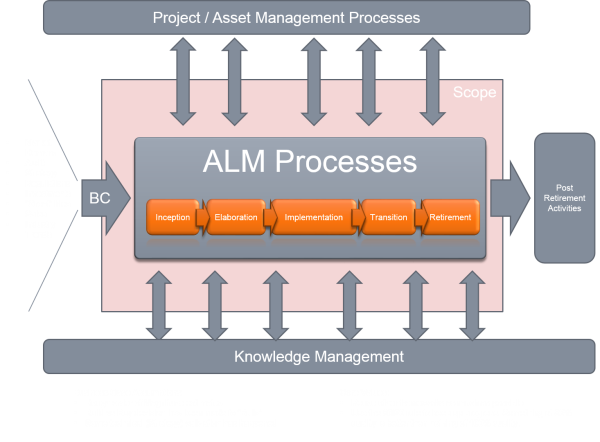 Project / Asset Management Processes
Scope
ALM Processes
BC
Inception
Elaboration
Implementation
Transition
Retirement
Post
Retirement
Activities
Knowledge Management